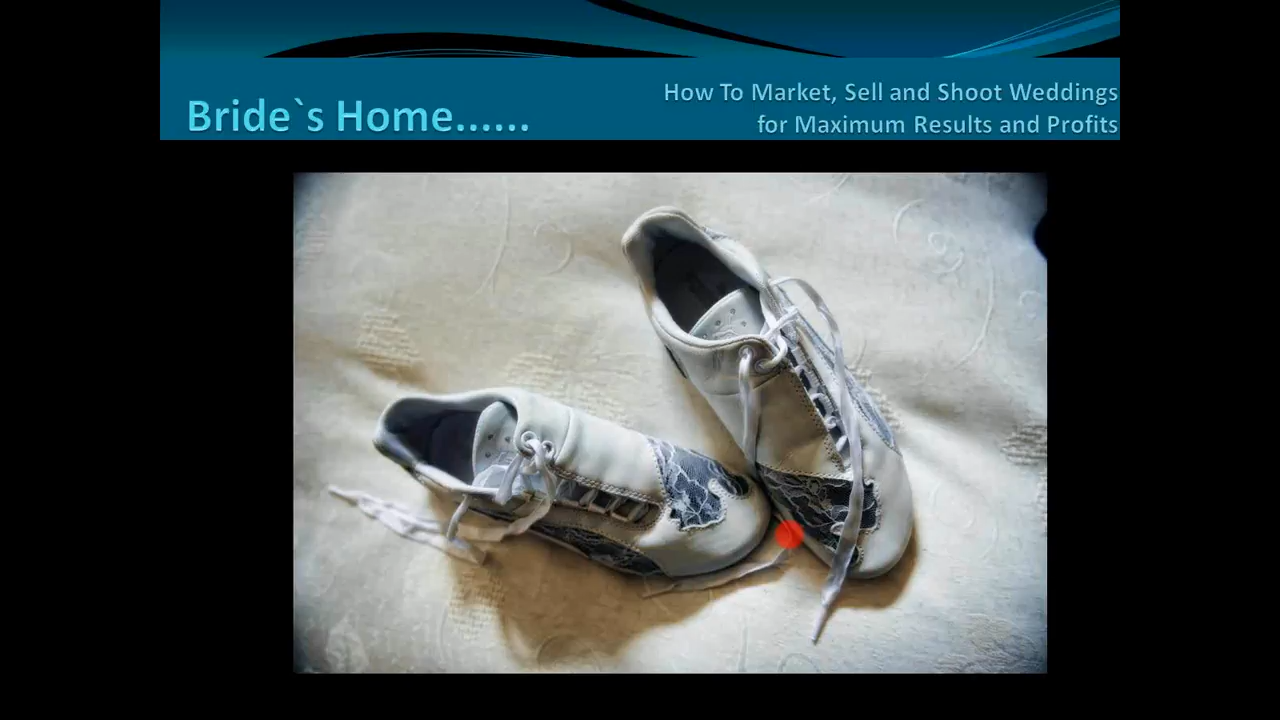 Bride`s Home......
How To Market, Sell and Shoot Weddings
for Maximum Results and Profits